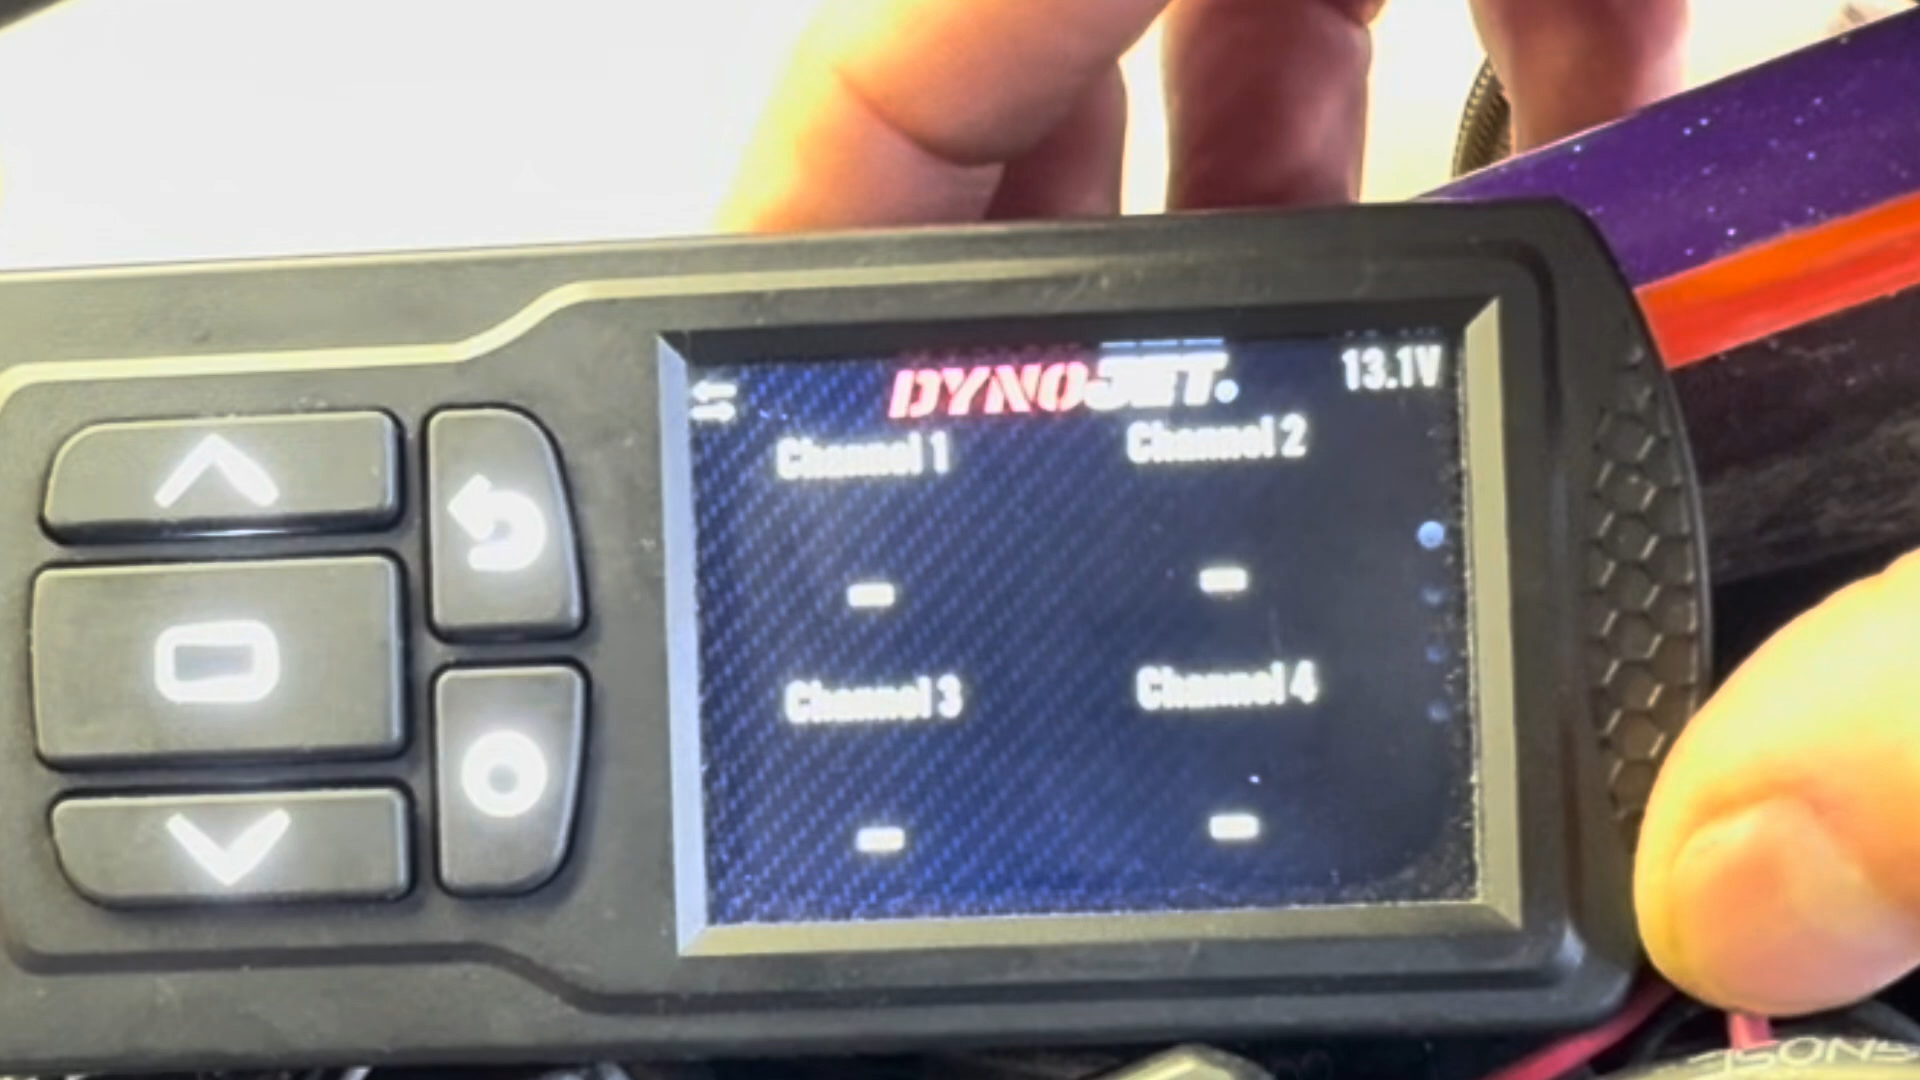 DYNOJET.
13.1V
Channel 1
Channel 2
-
-
Channel 3
Channel 4
-
-